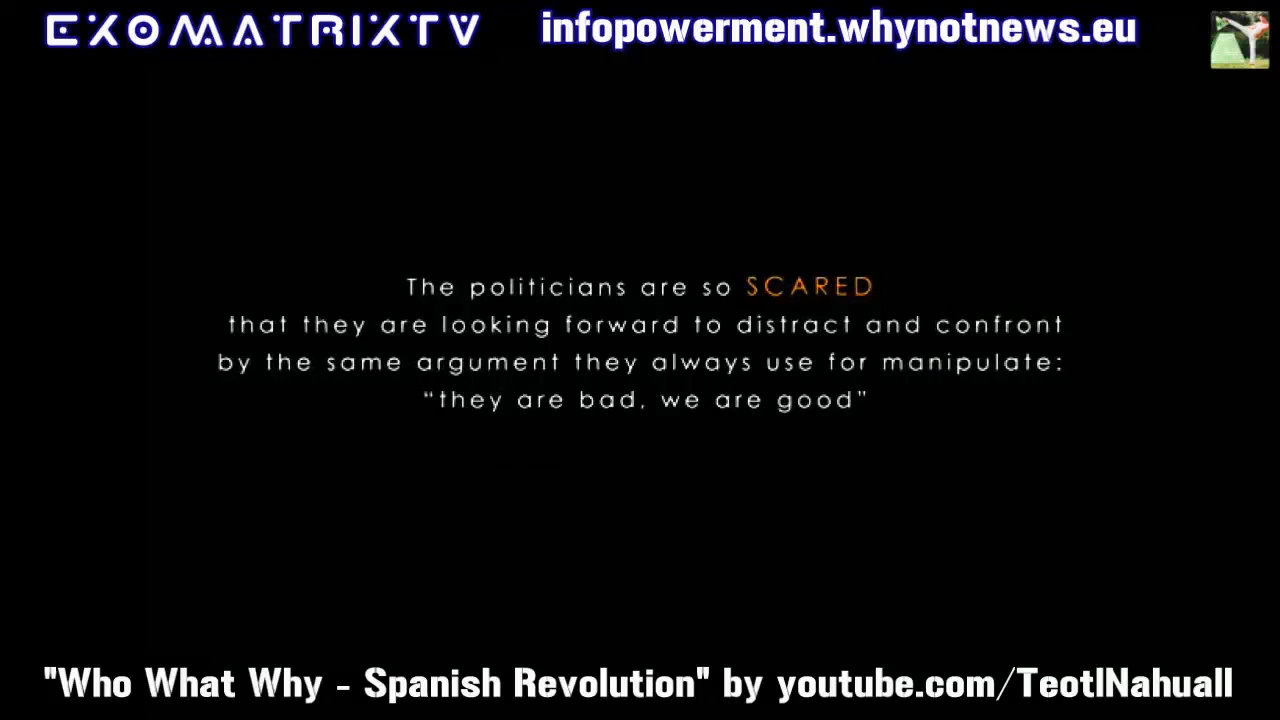 EXOMATRIXTV
infopowerment.whynotnews.eu
The politicians are so SCARED
that they are looking forward to distract and confront
by the same argument they always use for manipulate:
“they are bad, we are good”
"Who What Why - Spanish Revolution" by youtube.com/TeotlNahuall